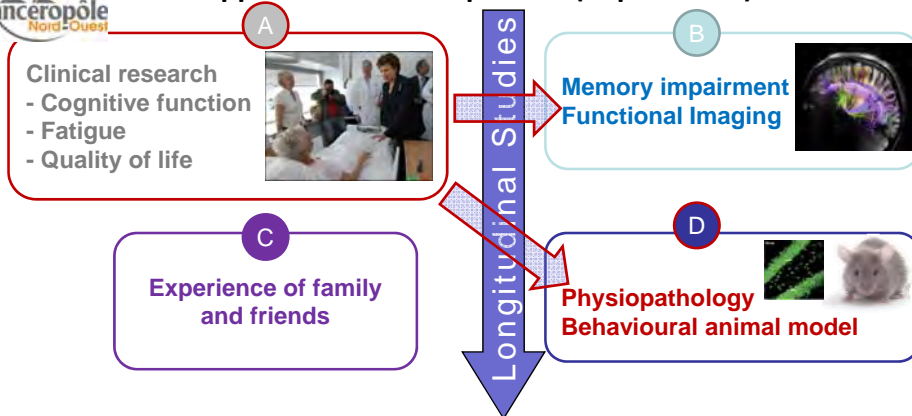 ncéropôle
Nord-Ouest
A
Clinical research
- Cognitive function
- Fatigue
- Quality of life
Longitudinal Studies
B
Memory impairment
Functional Imaging
C
Experience of family
and friends
D
Physiopathology
Behavioural animal model